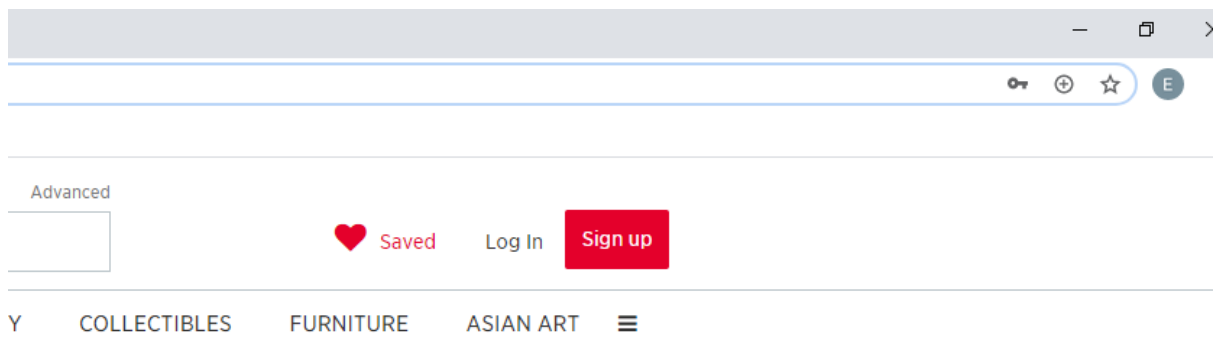 E
Advanced
Saved Log In Sign up
Y COLLECTIBLES FURNITURE ASIAN ART